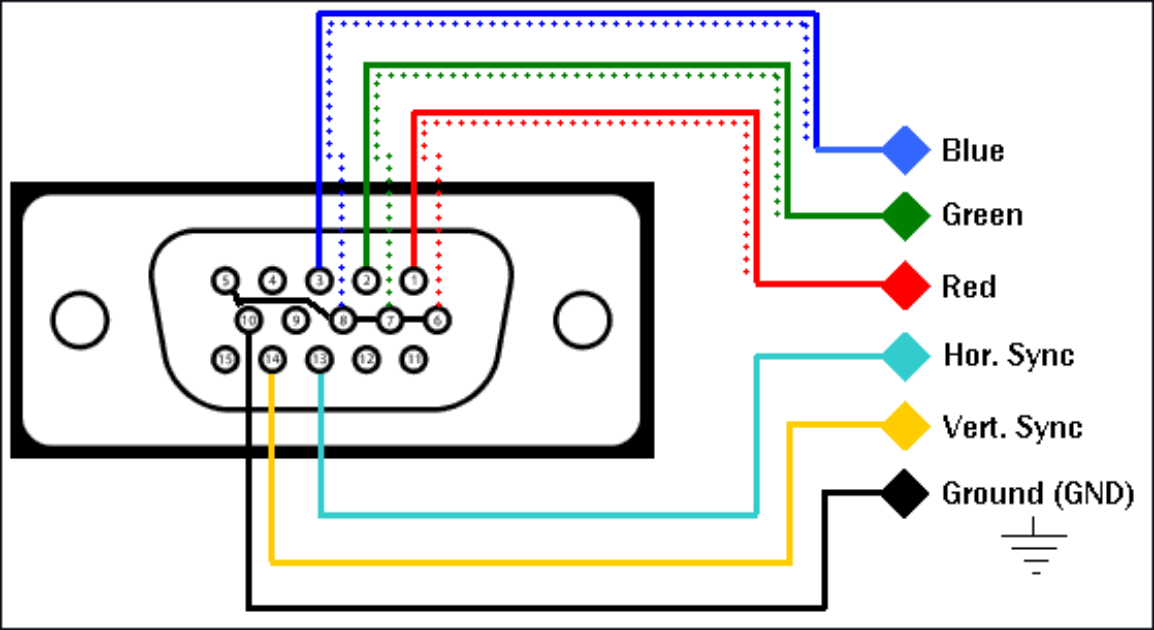 Blue
Green
5 4 3 2 1
Red
10 9 8 7 6
15 14 13 12 11
Hor. Sync
Vert. Sync
Ground (GND)